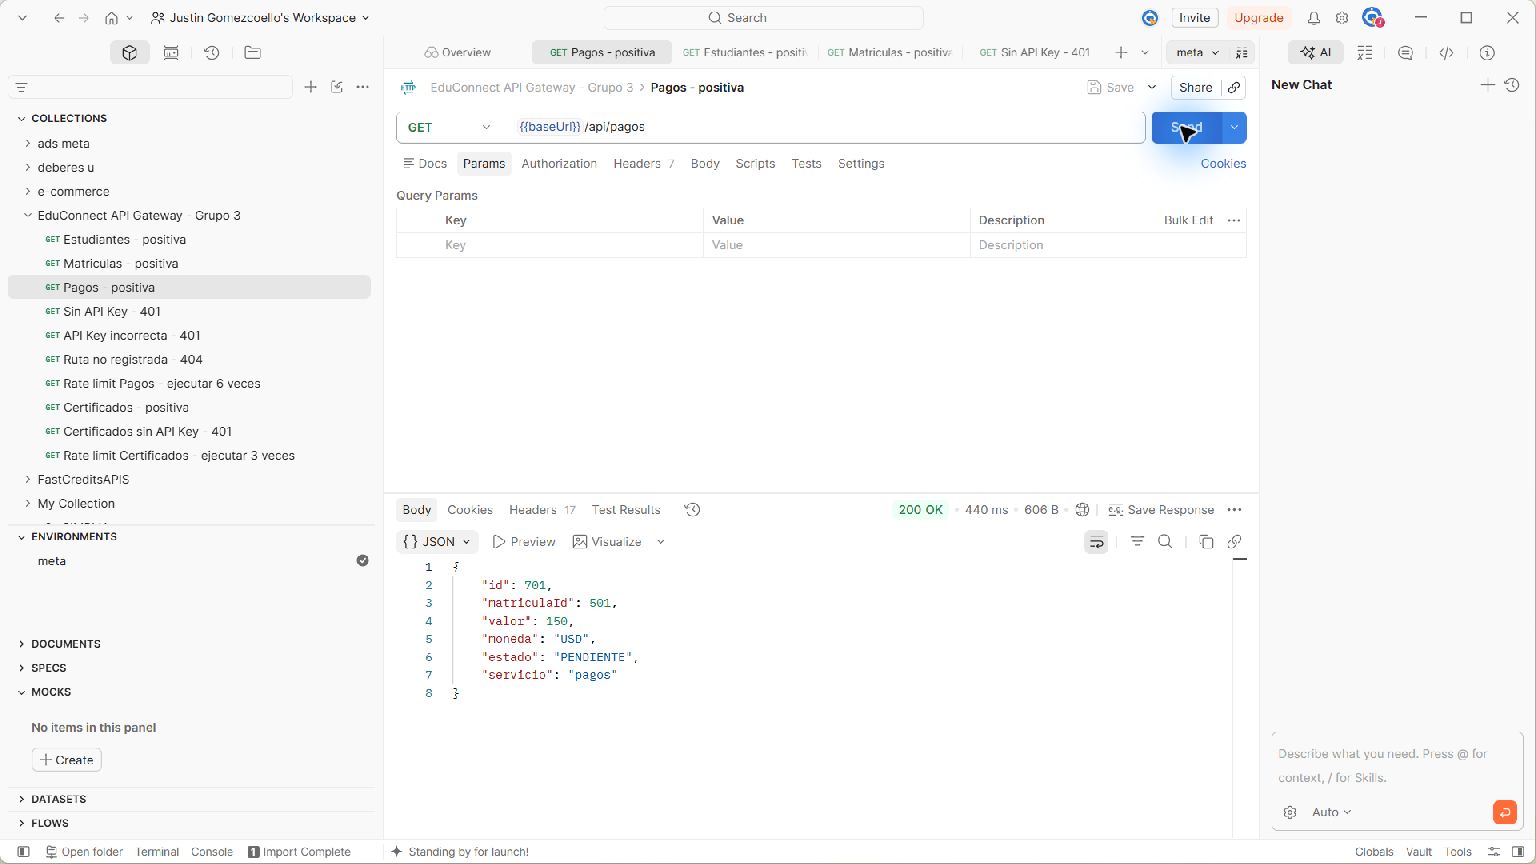 Justin Gomezcoello's Workspace
Search
Invite
Upgrade
Overview
GET Pagos - positiva
GET Estudiantes - positi
GET Matriculas - positiva
GET Sin API Key - 401
meta
AI
EduConnect API Gateway - Grupo 3 > Pagos - positiva
Save
Share
New Chat
COLLECTIONS
ads meta
deberes u
e-commerce
EduConnect API Gateway - Grupo 3
GET Estudiantes - positiva
GET Matriculas - positiva
GET Pagos - positiva
GET Sin API Key - 401
GET API Key incorrecta - 401
GET Ruta no registrada - 404
GET Rate limit Pagos - ejecutar 6 veces
GET Certificados - positiva
GET Certificados sin API Key - 401
GET Rate limit Certificados - ejecutar 3 veces
FastCreditsAPIS
My Collection
ENVIRONMENTS
meta
DOCUMENTS
SPECS
MOCKS
No items in this panel
Create
DATASETS
FLOWS
GET
{{baseUrl}} /api/pagos
Send
Docs
Params
Authorization
Headers 7
Body
Scripts
Tests
Settings
Cookies
Query Params
Key
Value
Description
Bulk Edit
Key
Value
Description
Body
Cookies
Headers 17
Test Results
200 OK
440 ms
606 B
Save Response
{} JSON
Preview
Visualize
1 {
2 "id": 701,
3 "matriculaId": 501,
4 "valor": 150,
5 "moneda": "USD",
6 "estado": "PENDIENTE",
7 "servicio": "pagos"
8 }
Describe what you need. Press @ for
context, / for Skills.
Auto
Open folder
Terminal
Console
1 Import Complete
Standing by for launch!
Globals
Vault
Tools